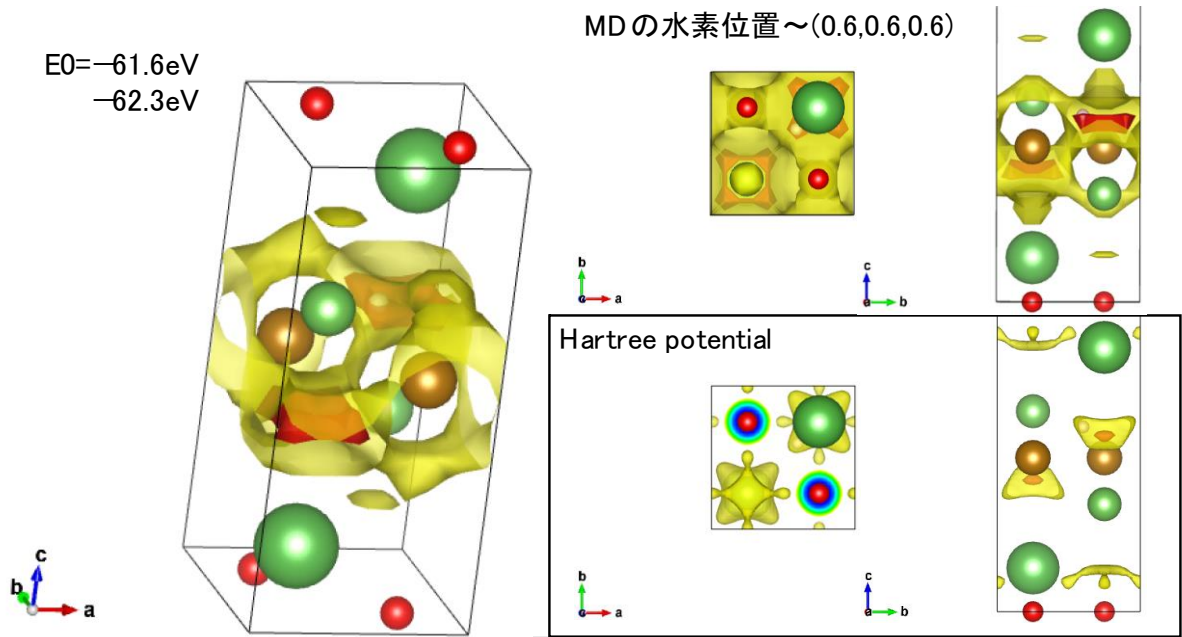 E0=−61.6eV
−62.3eV
MDの水素位置～(0.6,0.6,0.6)
c
b
a
b
a
c
a
b
Hartree potential
b
a
c
a
b